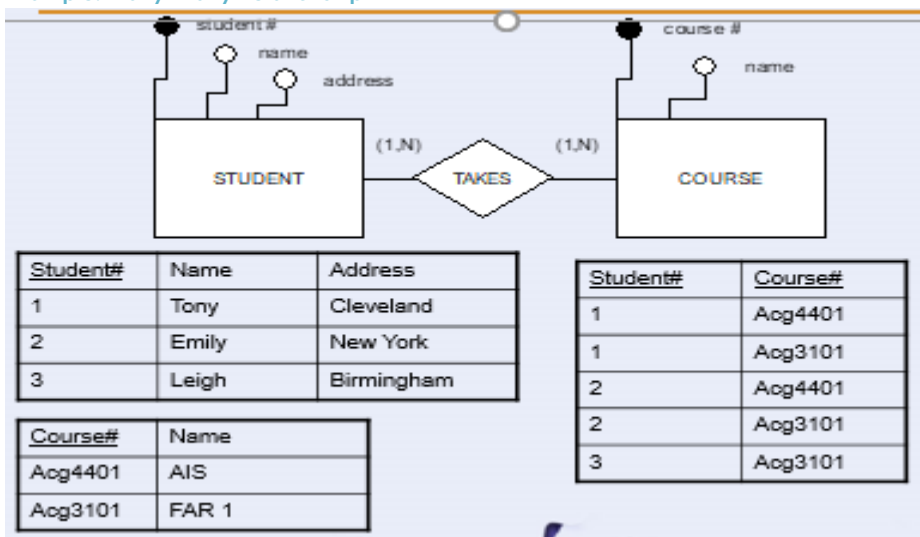 student #
name
address
course #
name
(1,N)
(1,N)
STUDENT
TAKES
COURSE
Student# Name Address
1 Tony Cleveland
2 Emily New York
3 Leigh Birmingham
Course# Name
Acg4401 AIS
Acg3101 FAR 1
Student# Course#
1 Acg4401
1 Acg3101
2 Acg4401
2 Acg3101
3 Acg3101